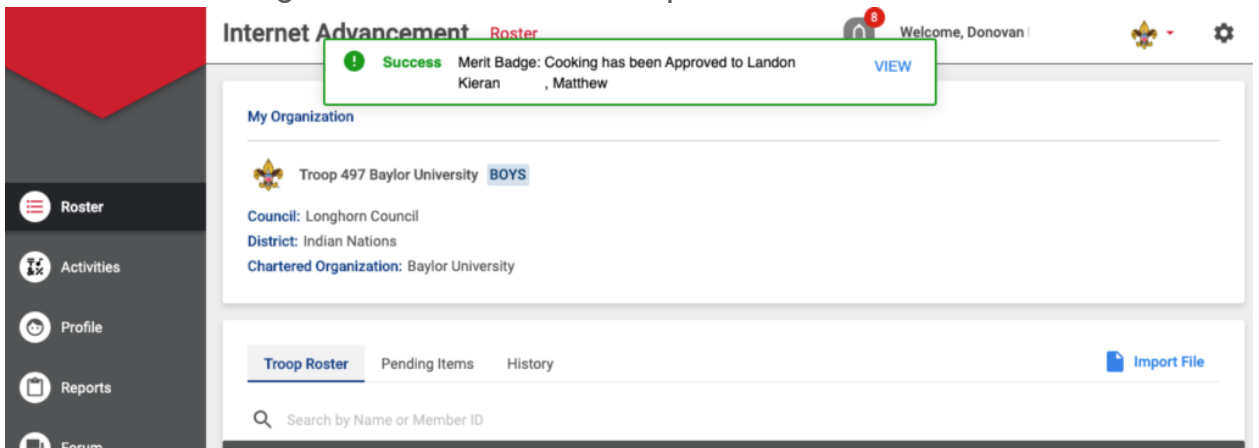 Internet Advancement Roster
8
Welcome, Donovan
Success Merit Badge: Cooking has been Approved to Landon
Kieran , Matthew
VIEW
My Organization
Troop 497 Baylor University BOYS
Council: Longhorn Council
District: Indian Nations
Chartered Organization: Baylor University
Roster
Activities
Profile
Reports
Forum
Troop Roster Pending Items History
Import File
Search by Name or Member ID